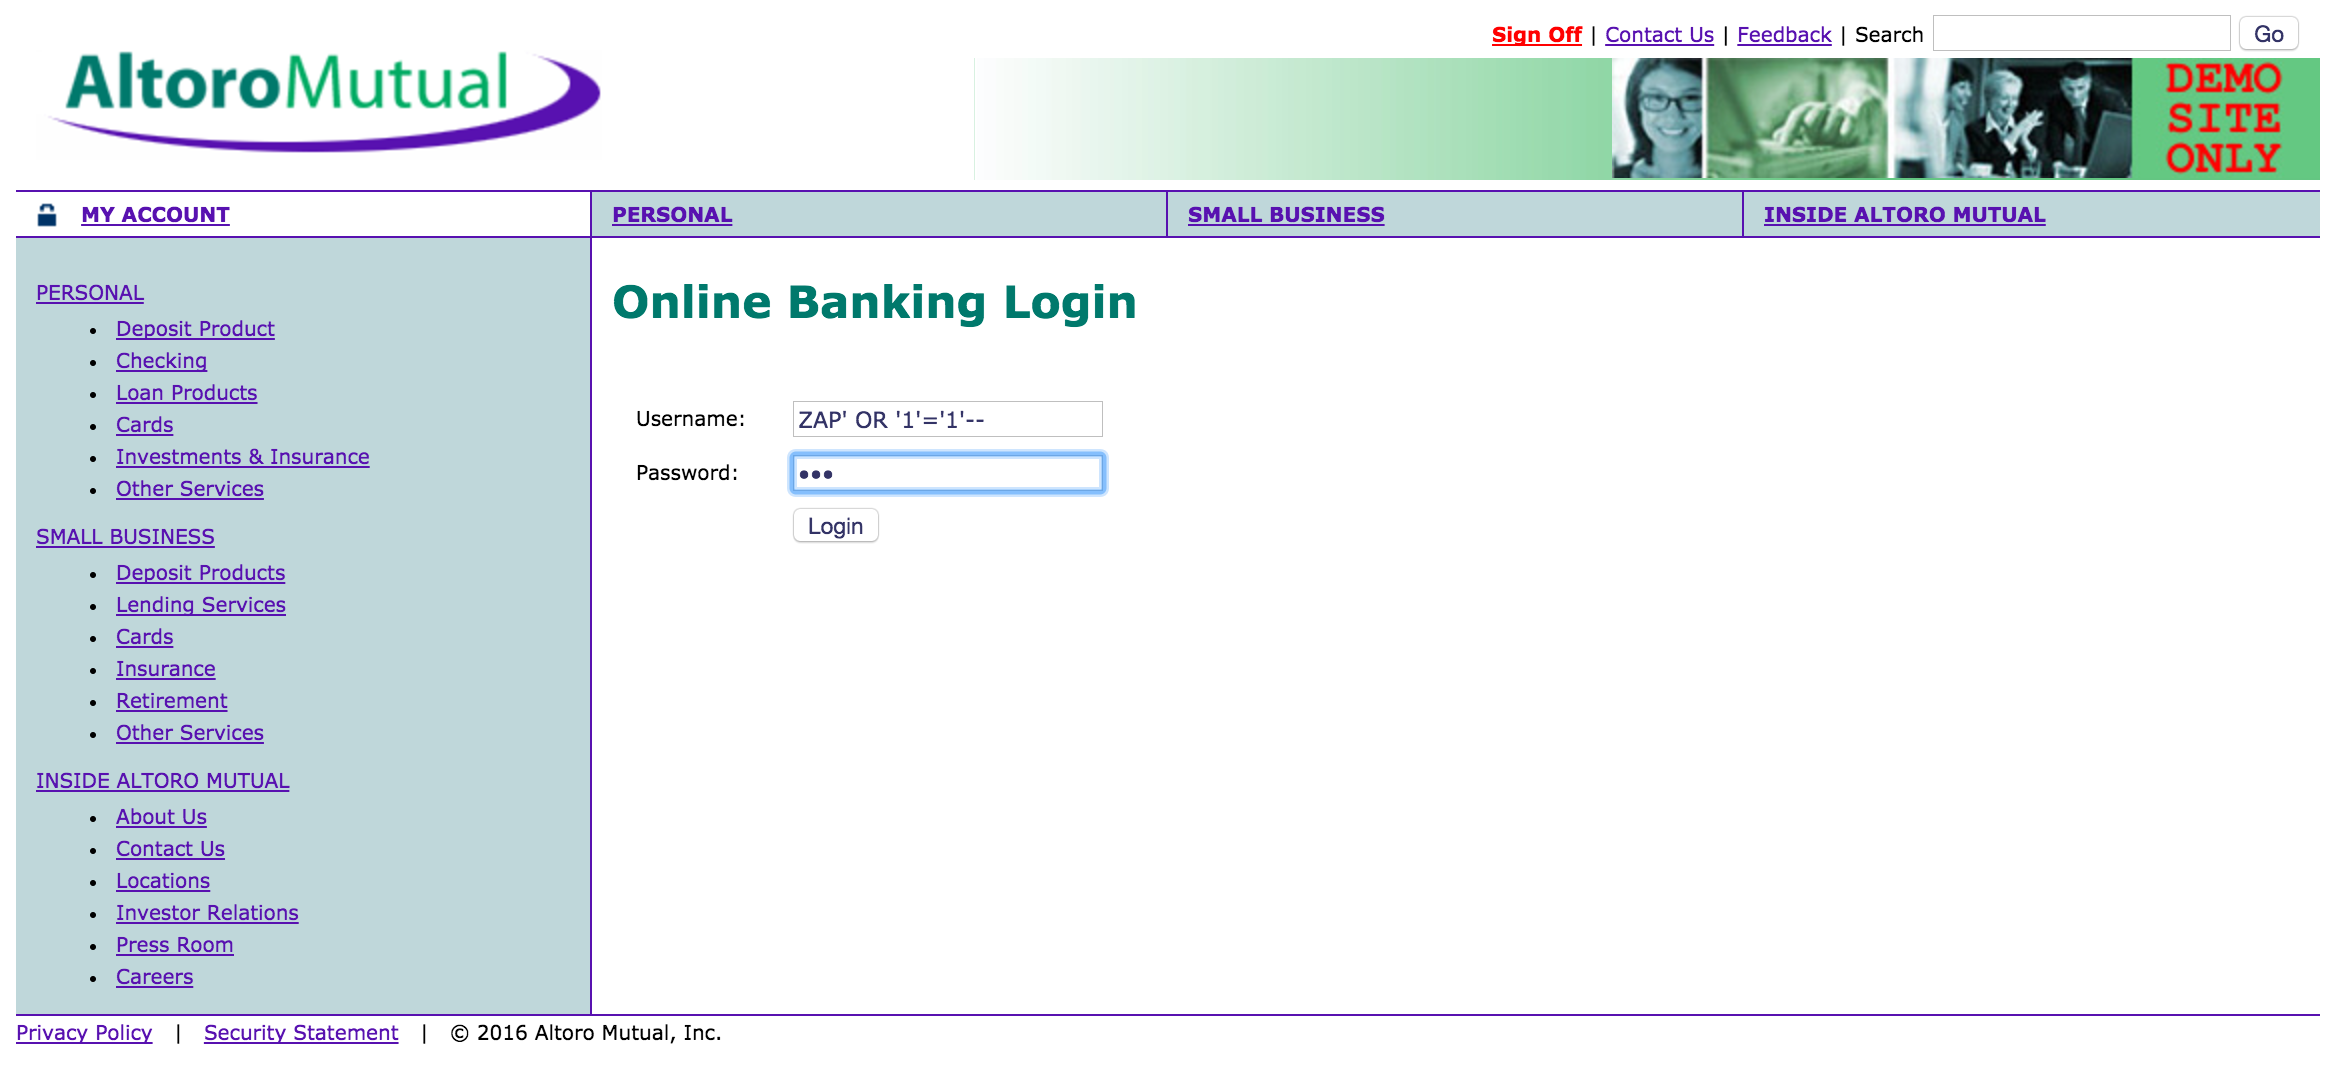 Sign Off | Contact Us | Feedback | Search Go
AltoroMutual
DEMO
SITE
ONLY
MY ACCOUNT
PERSONAL
SMALL BUSINESS
INSIDE ALTORO MUTUAL
PERSONAL
Deposit Product
Checking
Loan Products
Cards
Investments & Insurance
Other Services
SMALL BUSINESS
Deposit Products
Lending Services
Cards
Insurance
Retirement
Other Services
INSIDE ALTORO MUTUAL
About Us
Contact Us
Locations
Investor Relations
Press Room
Careers
Online Banking Login
Username: ZAP' OR '1'='1'--
Password: •••
Login
Privacy Policy | Security Statement | © 2016 Altoro Mutual, Inc.